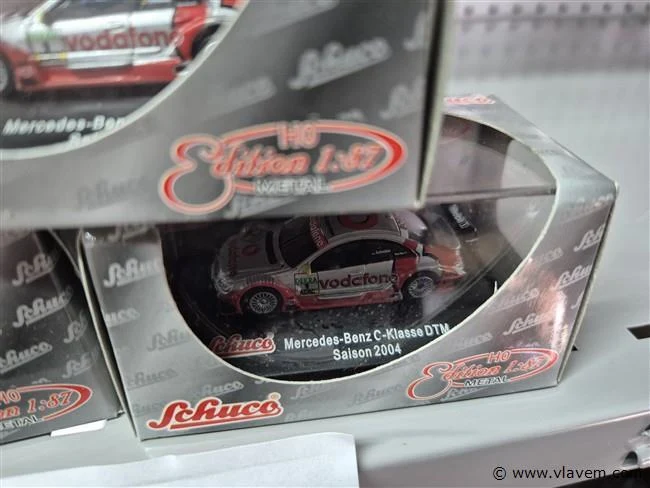 vodafone
Schuco
Mercedes-Ben
H0
Edition 1:87
METAL
Schuco
vodafone
Schuco
Mercedes-Benz C-Klasse DTM
Saison 2004
H0
Edition 1:87
METAL
Schuco
H0
Edition 1:87
METAL
© www.vlavem.com